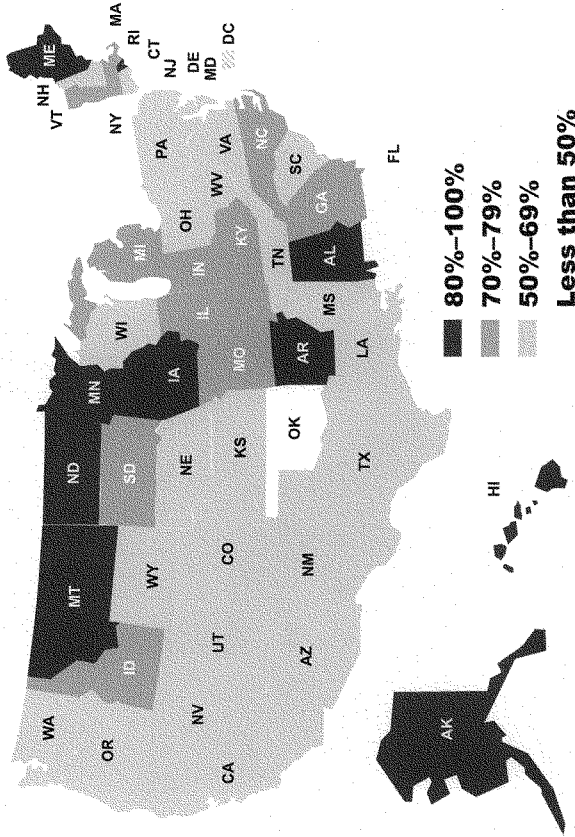 WA
MT
ND
MN
ME
OR
ID
SD
WI
MI
VT
NH
MA
WY
IA
NY
RI
CT
NV
NE
IL
IN
OH
PA
NJ
CA
UT
CO
KS
MO
KY
WV
VA
DE
MD
DC
AZ
NM
OK
AR
TN
NC
SC
TX
LA
MS
AL
GA
FL
AK
HI
80%–100%
70%–79%
50%–69%
Less than 50%